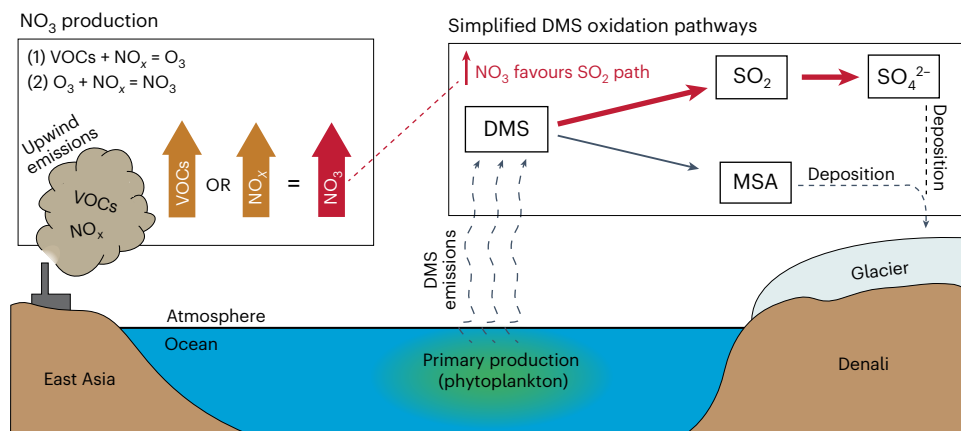 NO₃ production
(1) VOCs + NOₓ = O₃
(2) O₃ + NOₓ = NO₃
Upwind
emissions
VOCs
NOₓ
VOCs
OR
NOₓ
=
NO₃
Simplified DMS oxidation pathways
NO₃ favours SO₂ path
DMS
SO₂
SO₄²⁻
MSA
Deposition
Deposition
DMS
emissions
Glacier
Atmosphere
Ocean
Primary production
(phytoplankton)
East Asia
Denali